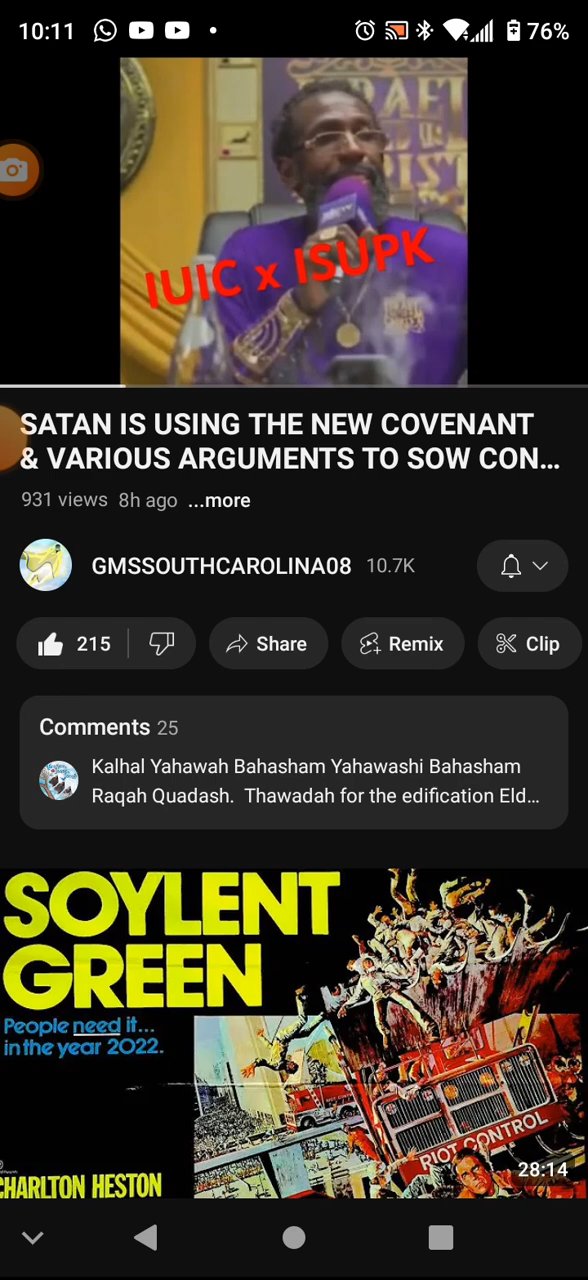 10:11
76%
RAEL
IUIC x ISUPK
SATAN IS USING THE NEW COVENANT
& VARIOUS ARGUMENTS TO SOW CON...
931 views 8h ago ...more
GMSSOUTHCAROLINA08 10.7K
215 Share Remix Clip
Comments 25
Kalhal Yahawah Bahasham Yahawashi Bahasham
Raqah Quadash. Thawadah for the edification Eld...
SOYLENT
GREEN
People need it...
in the year 2022.
RIOT CONTROL
28:14
CHARLTON HESTON